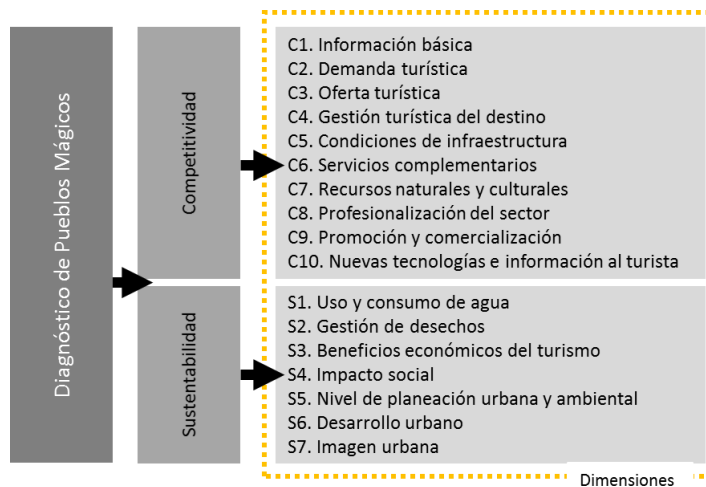 Diagnóstico de Pueblos Mágicos
Competitividad
C1. Información básica
C2. Demanda turística
C3. Oferta turística
C4. Gestión turística del destino
C5. Condiciones de infraestructura
C6. Servicios complementarios
C7. Recursos naturales y culturales
C8. Profesionalización del sector
C9. Promoción y comercialización
C10. Nuevas tecnologías e información al turista
Sustentabilidad
S1. Uso y consumo de agua
S2. Gestión de desechos
S3. Beneficios económicos del turismo
S4. Impacto social
S5. Nivel de planeación urbana y ambiental
S6. Desarrollo urbano
S7. Imagen urbana
Dimensiones